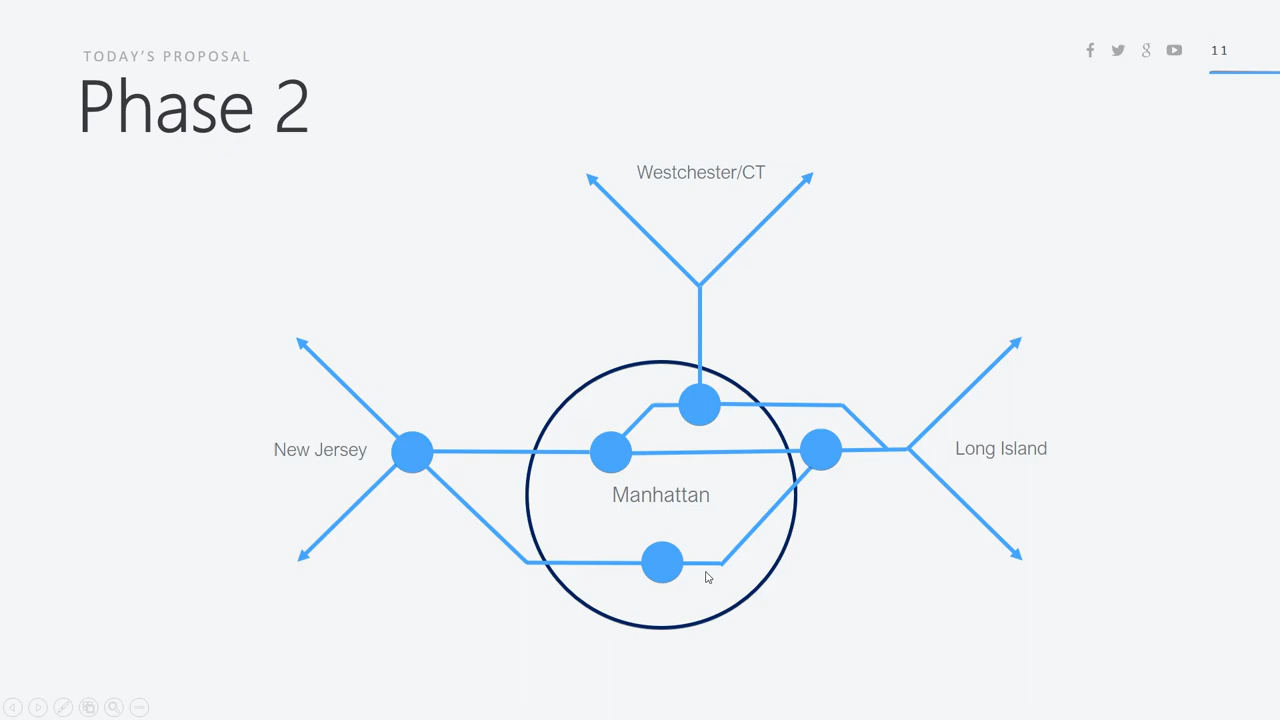 TODAY'S PROPOSAL
11
Phase 2
Westchester/CT
New Jersey
Long Island
Manhattan